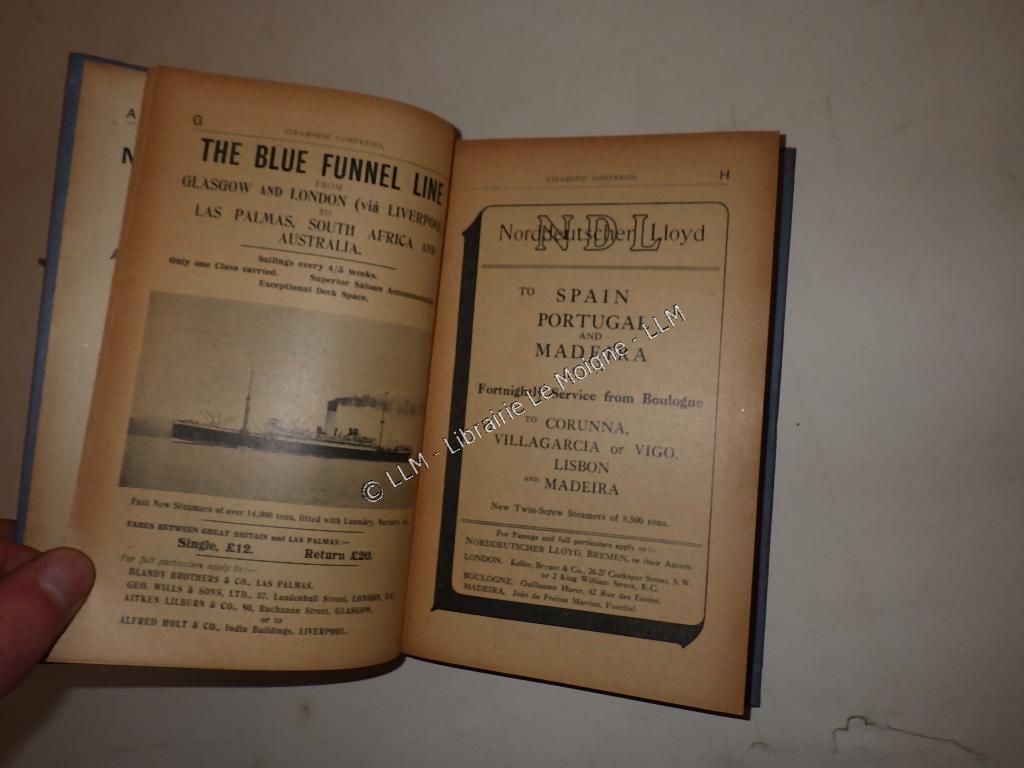 A
N
A
G
STEAMSHIP COMPANIES.
THE BLUE FUNNEL LINE
FROM
GLASGOW AND LONDON (viá LIVERPOOL
TO
LAS PALMAS, SOUTH AFRICA AND
AUSTRALIA.
Sailings every 4/5 weeks.
Only one Class carried. Superior Saloon Accommodation
Exceptional Deck Space.
Fast New Steamers of over 14,000 tons, fitted with Laundry, Nursery,
FARES BETWEEN GREAT BRITAIN and LAS PALMAS:—
Single, £12. Return £20.
For full particulars apply to:—
BLANDY BROTHERS & CO., LAS PALMAS.
GEO. WILLS & SONS, LTD., 57, Leadenhall Street, LONDON, E.C.
AITKEN LILBURN & CO., 80, Buchanan Street, GLASGOW,
or to
ALFRED HOLT & CO., India Buildings, LIVERPOOL.
STEAMSHIP COMPANIES.
H
NDL
Norddeutscher Lloyd
TO SPAIN
PORTUGAL
AND
MADEIRA
Fortnightly Service from Boulogne
TO CORUNNA,
VILLAGARCIA or VIGO,
LISBON
AND MADEIRA
New Twin-Screw Steamers of 8,500 tons.
For Passage and full particulars apply to:—
NORDDEUTSCHER LLOYD, BREMEN, or their Agents.
LONDON. Keller, Bryant & Co., 26-27 Cockspur Street, S.W.
or 2 King William Street, E.C.
BOULOGNE. Guillaume Hurst, 42 Rue des Ecoles.
MADEIRA. João de Freitas Martins, Funchal.
© LLM - Librairie Le Moigne - LLM